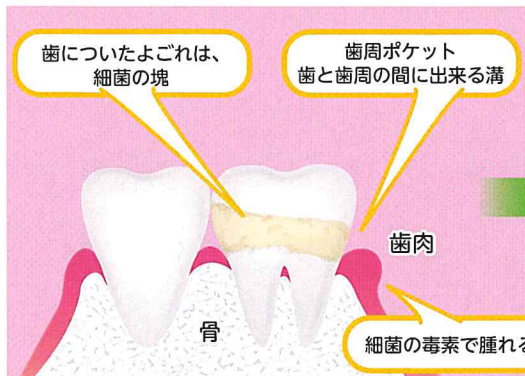 歯についたよごれは、
細菌の塊
歯周ポケット
歯と歯周の間に出来る溝
歯肉
骨
細菌の毒素で腫れる